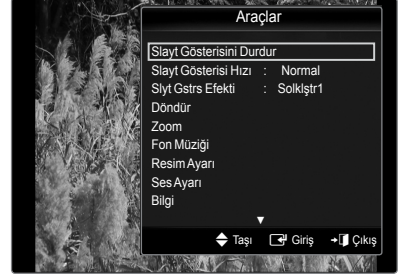 Araçlar
Slayt Gösterisini Durdur
Slayt Gösterisi Hızı : Normal
Slyt Gstrs Efekti : Solklştr1
Döndür
Zoom
Fon Müziği
Resim Ayarı
Ses Ayarı
Bilgi
Taşı Giriş Çıkış